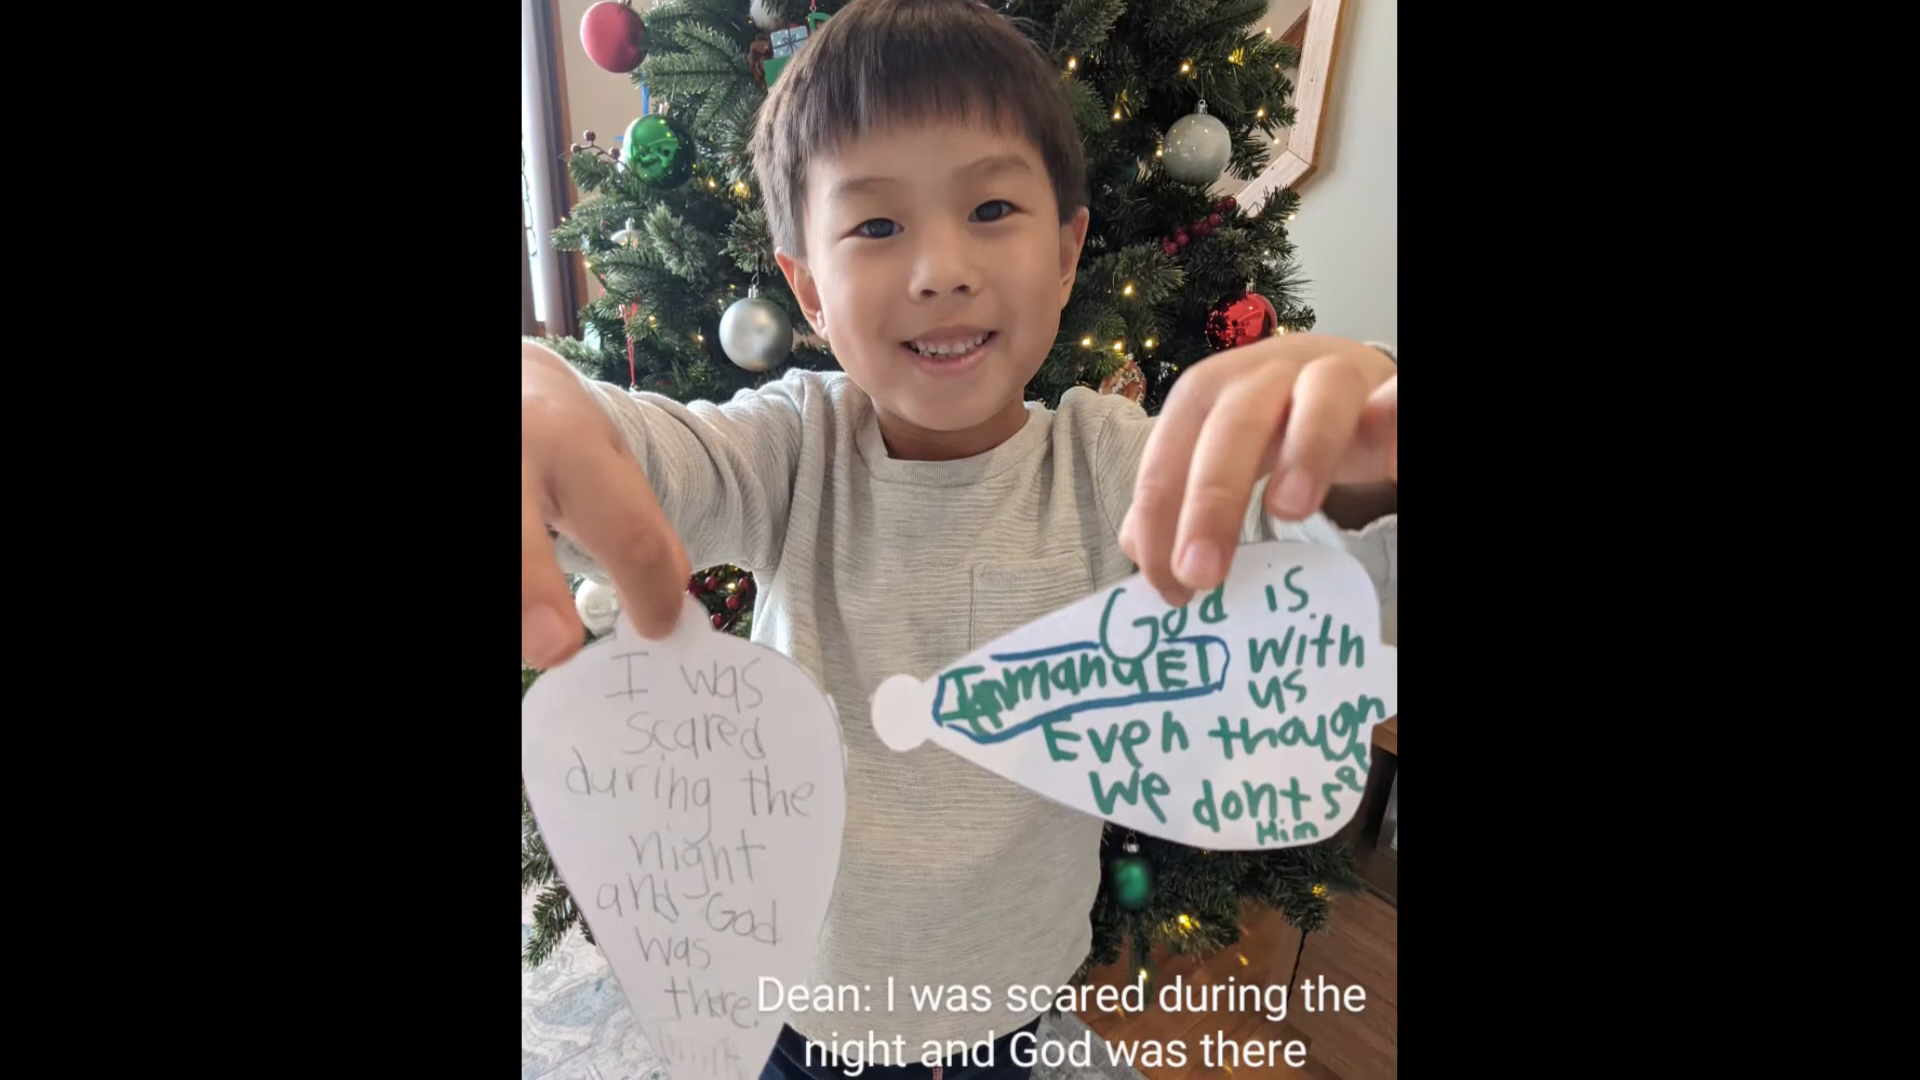 I was
scared
during the
night
and God
was
there.
God is
ImmanuEl with
us
Even though
We dont see
Him
Dean: I was scared during the
night and God was there